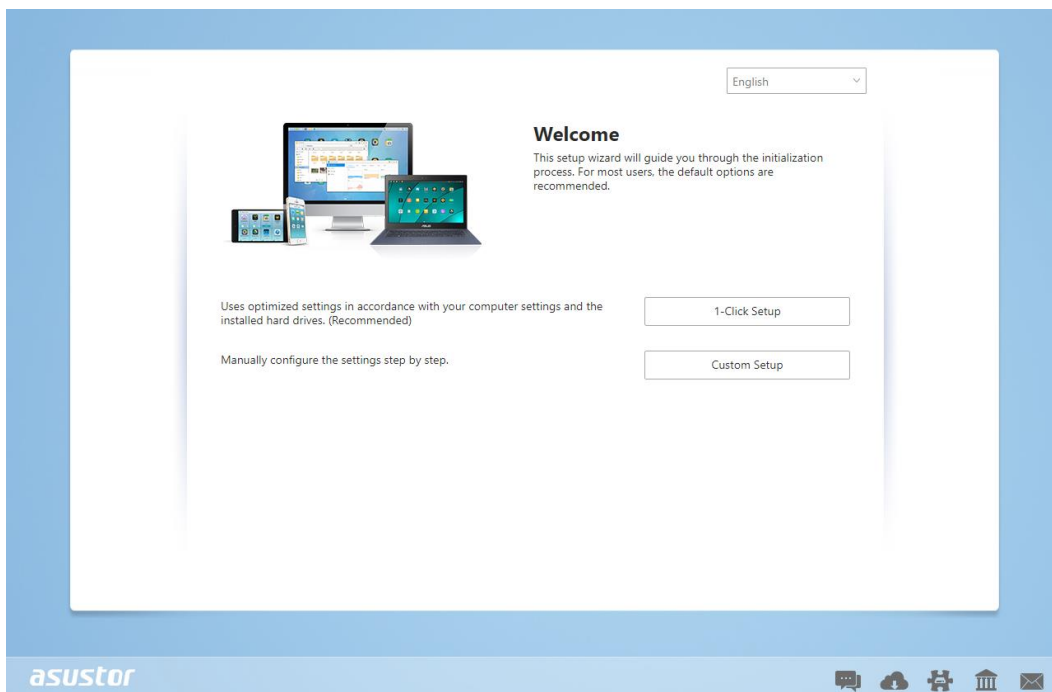 English
Welcome
This setup wizard will guide you through the initialization
process. For most users, the default options are
recommended.
Uses optimized settings in accordance with your computer settings and the
installed hard drives. (Recommended)
1-Click Setup
Manually configure the settings step by step.
Custom Setup
asustor